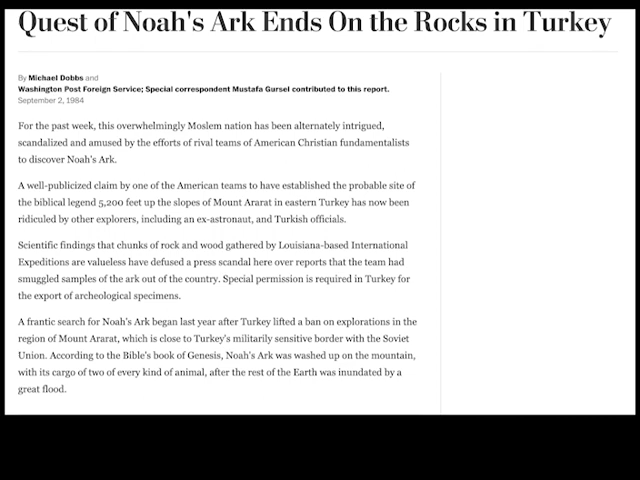 Quest of Noah's Ark Ends On the Rocks in Turkey
By Michael Dobbs and
Washington Post Foreign Service; Special correspondent Mustafa Gursel contributed to this report.
September 2, 1984
For the past week, this overwhelmingly Moslem nation has been alternately intrigued,
scandalized and amused by the efforts of rival teams of American Christian fundamentalists
to discover Noah's Ark.
A well-publicized claim by one of the American teams to have established the probable site of
the biblical legend 5,200 feet up the slopes of Mount Ararat in eastern Turkey has now been
ridiculed by other explorers, including an ex-astronaut, and Turkish officials.
Scientific findings that chunks of rock and wood gathered by Louisiana-based International
Expeditions are valueless have defused a press scandal here over reports that the team had
smuggled samples of the ark out of the country. Special permission is required in Turkey for
the export of archeological specimens.
A frantic search for Noah's Ark began last year after Turkey lifted a ban on explorations in the
region of Mount Ararat, which is close to Turkey's militarily sensitive border with the Soviet
Union. According to the Bible's book of Genesis, Noah's Ark was washed up on the mountain,
with its cargo of two of every kind of animal, after the rest of the Earth was inundated by a
great flood.